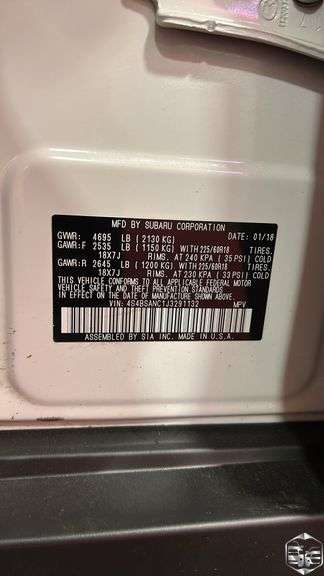 MFD BY SUBARU CORPORATION
GVWR: 4695 LB ( 2130 KG) DATE: 01/18
GAWR:F 2535 LB ( 1150 KG) WITH 225/60R18 TIRES.
18X7J RIMS. AT 240 KPA ( 35 PSI) COLD.
GAWR:R 2645 LB ( 1200 KG) WITH 225/60R18 TIRES.
18X7J RIMS. AT 230 KPA ( 33 PSI) COLD.
THIS VEHICLE CONFORMS TO ALL APPLICABLE FEDERAL MOTOR
VEHICLE SAFETY AND THEFT PREVENTION STANDARDS
IN EFFECT ON THE DATE OF MANUFACTURE SHOWN ABOVE.
VIN: 4S4BSANC1J3291132 MPV
ASSEMBLED BY SIA INC. MADE IN U.S.A.